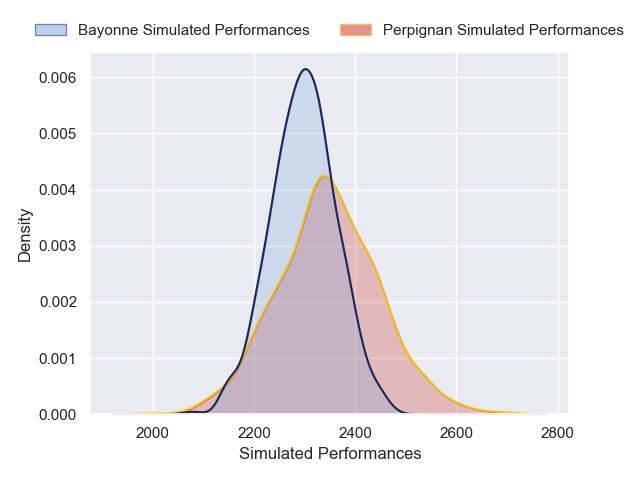 Bayonne Simulated Performances Perpignan Simulated Performances
0.006
0.005
0.004
0.003
0.002
0.001
0.000
Density
2000 2200 2400 2600 2800
Simulated Performances